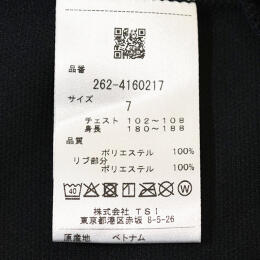 品番
262-4160217
サイズ
7
チェスト 102～108
身長 180～188
品質
ポリエステル 100%
リブ部分
ポリエステル 100%
40 W
株式会社 TSI
東京都港区赤坂 8-5-26
原産地 ベトナム